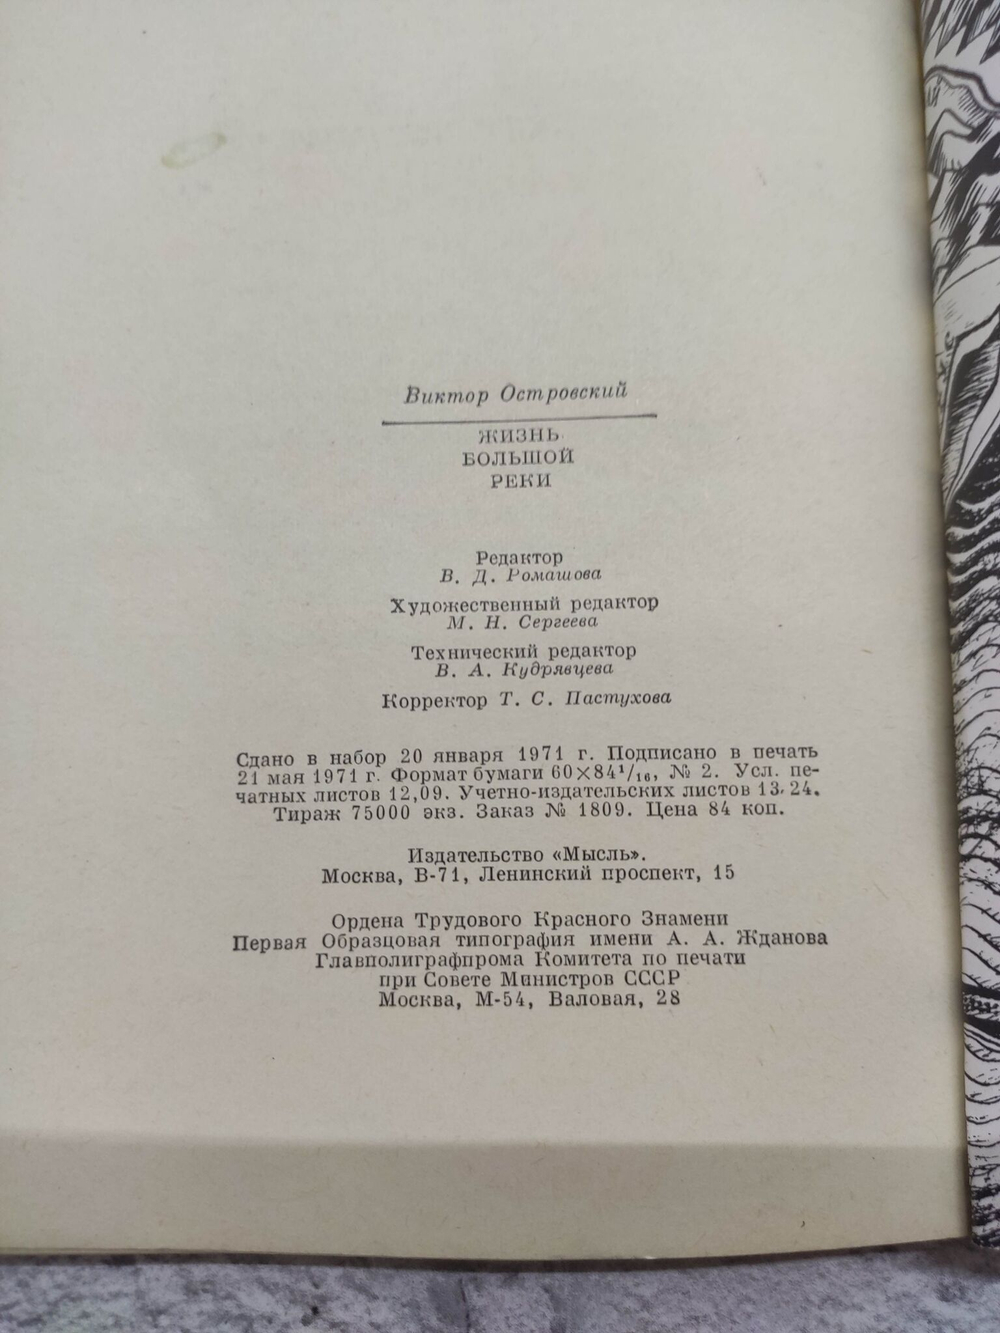 Виктор Островский
ЖИЗНЬ
БОЛЬШОЙ
РЕКИ
Редактор
В. Д. Ромашова
Художественный редактор
М. Н. Сергеева
Технический редактор
В. А. Кудрявцева
Корректор Т. С. Пастухова
Сдано в набор 20 января 1971 г. Подписано в печать
21 мая 1971 г. Формат бумаги 60×84¹/₁₆, № 2. Усл. пе-
чатных листов 12,09. Учетно-издательских листов 13,24.
Тираж 75000 экз. Заказ № 1809. Цена 84 коп.
Издательство «Мысль».
Москва, В-71, Ленинский проспект, 15
Ордена Трудового Красного Знамени
Первая Образцовая типография имени А. А. Жданова
Главполиграфпрома Комитета по печати
при Совете Министров СССР
Москва, М-54, Валовая, 28